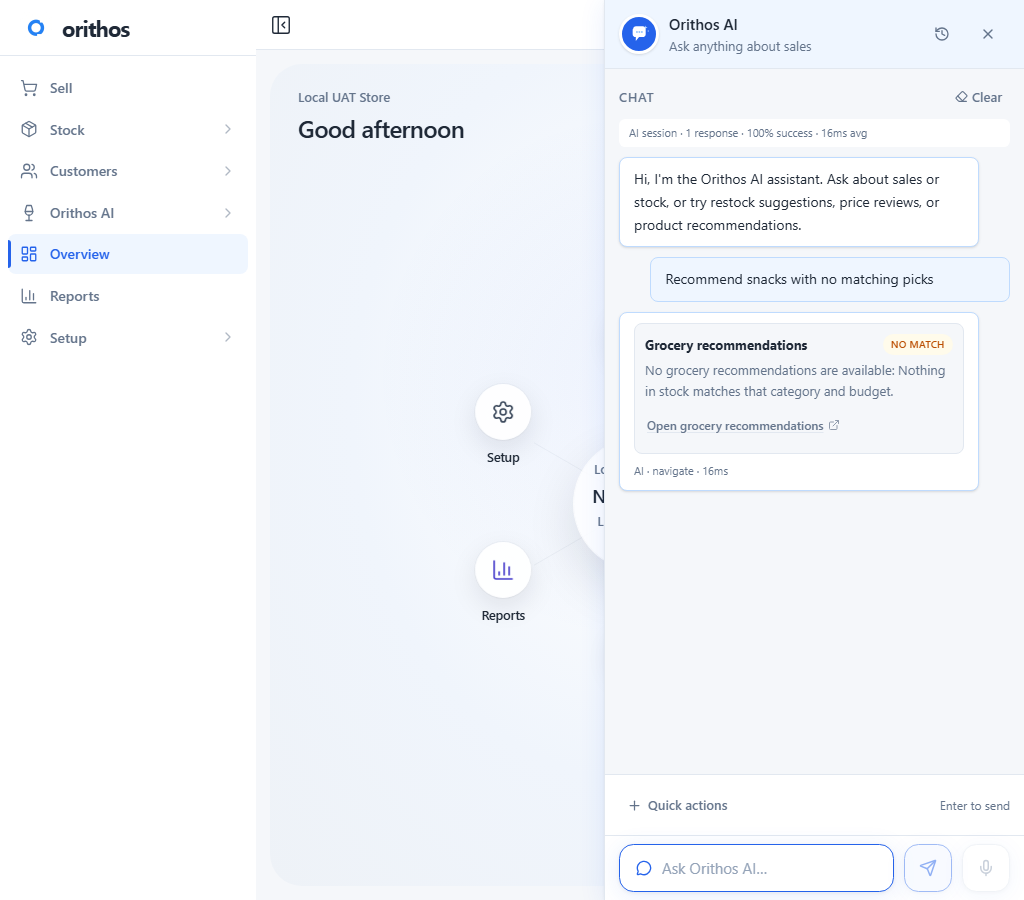 orithos
Sell
Stock
Customers
Orithos AI
Overview
Reports
Setup
Local UAT Store
Good afternoon
Setup
Reports
Lo
N
L
Orithos AI
Ask anything about sales
CHAT
Clear
AI session · 1 response · 100% success · 16ms avg
Hi, I'm the Orithos AI assistant. Ask about sales or
stock, or try restock suggestions, price reviews, or
product recommendations.
Recommend snacks with no matching picks
Grocery recommendations
NO MATCH
No grocery recommendations are available: Nothing
in stock matches that category and budget.
Open grocery recommendations
AI · navigate · 16ms
Quick actions
Enter to send
Ask Orithos AI...